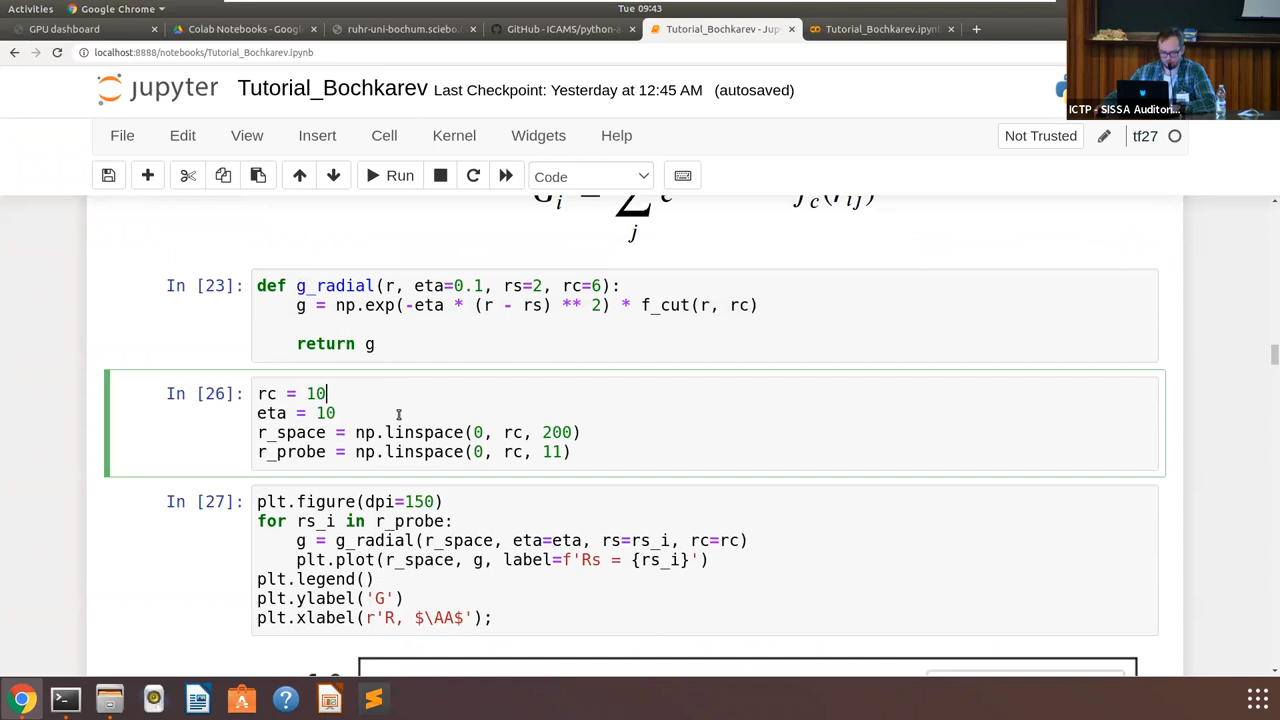 Activities
Google Chrome
Tue 09:43
GPU dashboard
Colab Notebooks - Google
ruhr-uni-bochum.sciebo
GitHub - ICAMS/python-a
Tutorial_Bochkarev - Jup
Tutorial_Bochkarev.ipynb
localhost:8888/notebooks/Tutorial_Bochkarev.ipynb
jupyter
Tutorial_Bochkarev Last Checkpoint: Yesterday at 12:45 AM (autosaved)
ICTP - SISSA Auditori...
File Edit View Insert Cell Kernel Widgets Help
Not Trusted
tf27
Run
Code
j
In [23]:
def g_radial(r, eta=0.1, rs=2, rc=6):
g = np.exp(-eta * (r - rs) ** 2) * f_cut(r, rc)
return g
In [26]:
rc = 10
eta = 10
r_space = np.linspace(0, rc, 200)
r_probe = np.linspace(0, rc, 11)
In [27]:
plt.figure(dpi=150)
for rs_i in r_probe:
g = g_radial(r_space, eta=eta, rs=rs_i, rc=rc)
plt.plot(r_space, g, label=f'Rs = {rs_i}')
plt.legend()
plt.ylabel('G')
plt.xlabel(r'R, $\AA$');